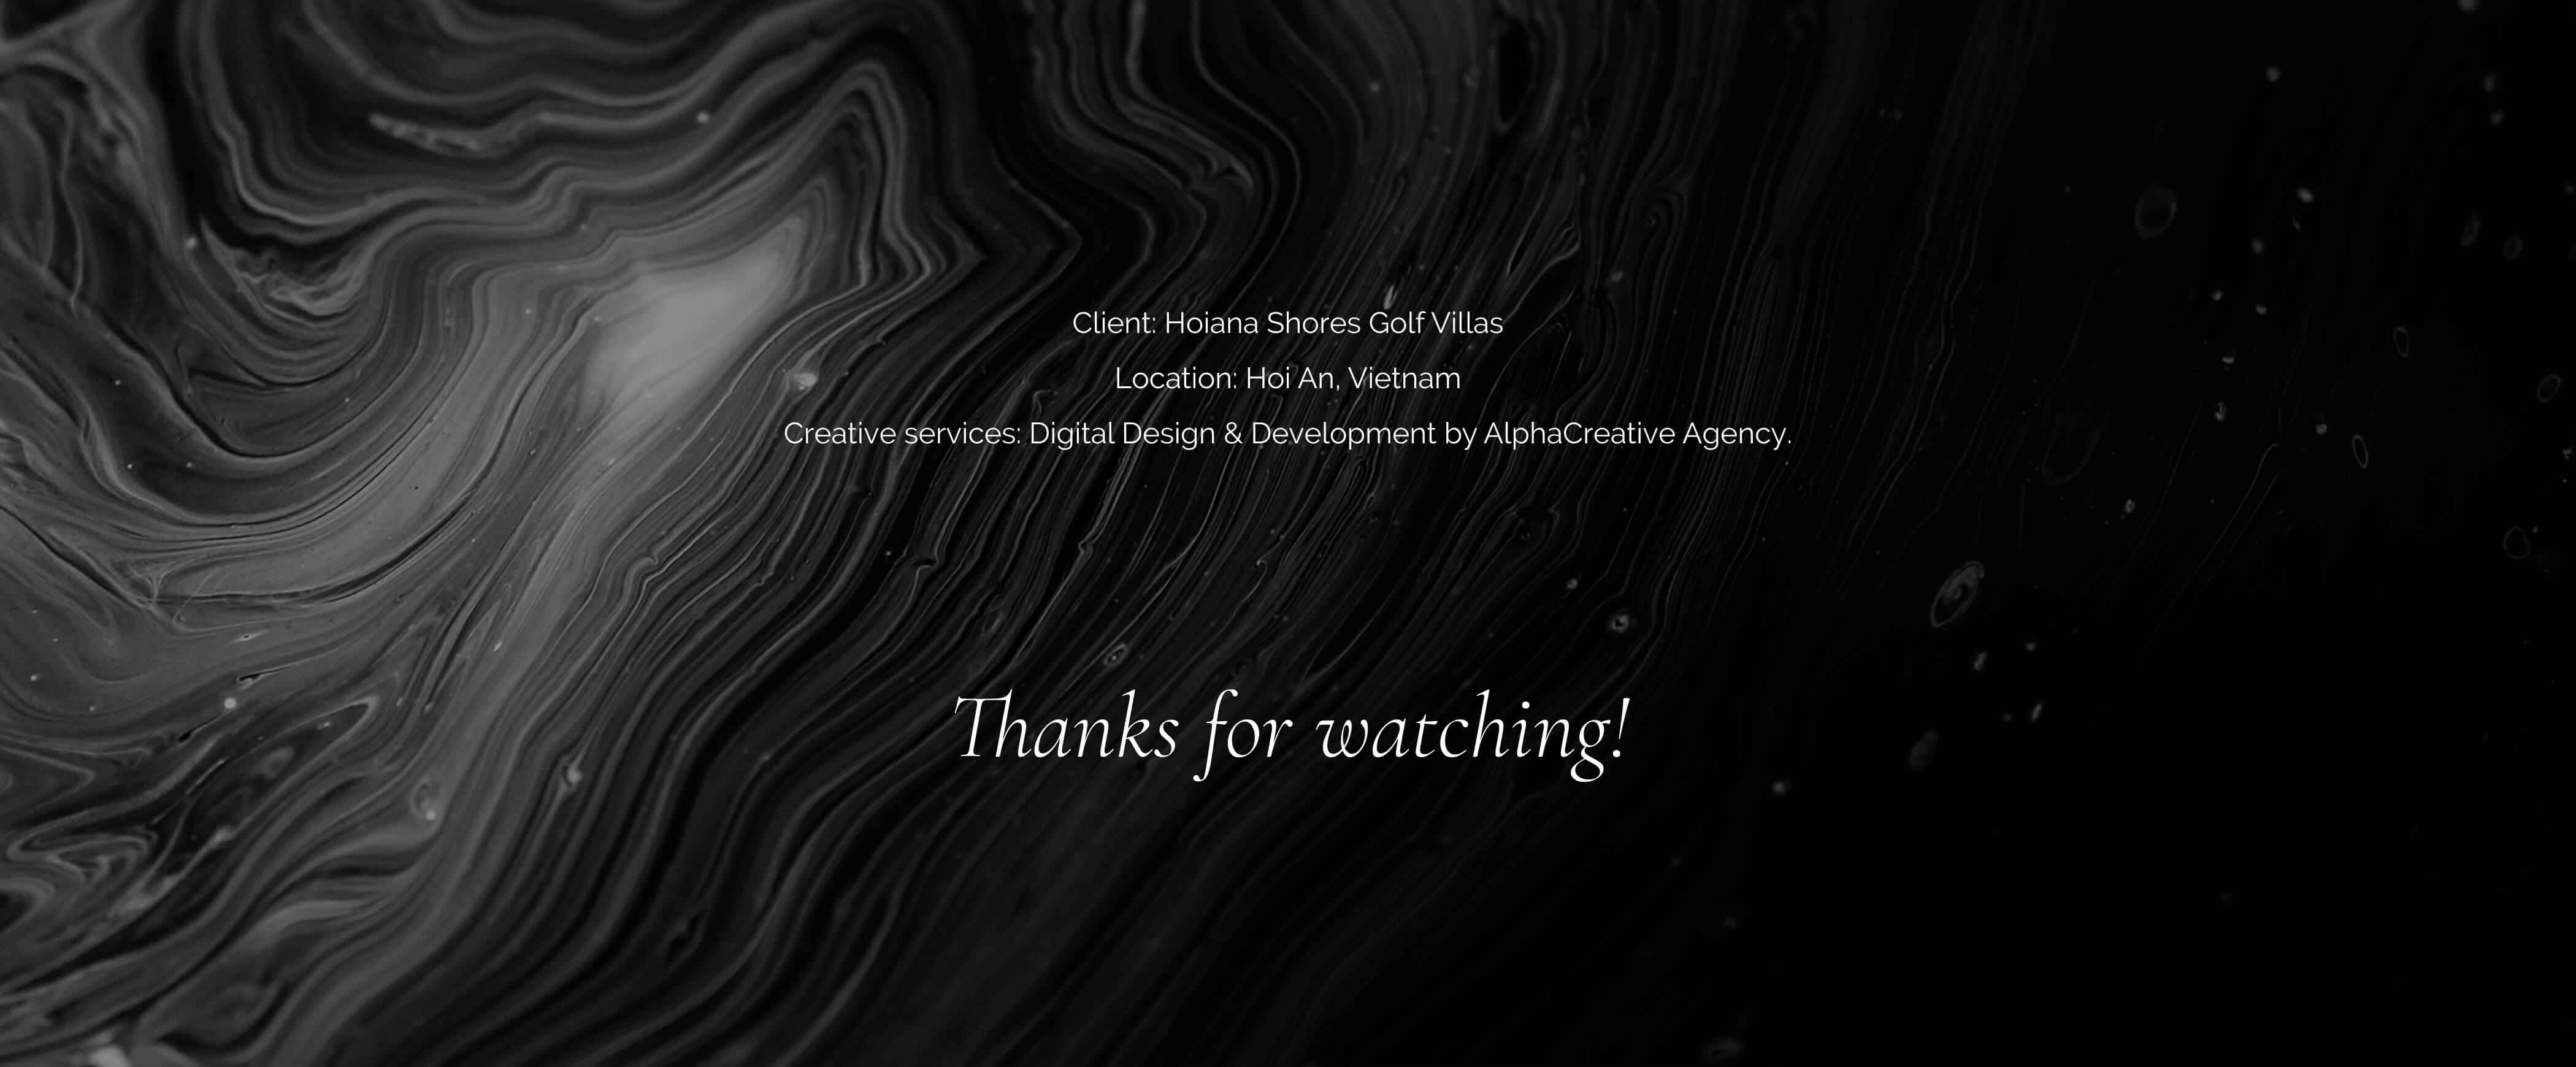 Client: Hoiana Shores Golf Villas
Location: Hoi An, Vietnam
Creative services: Digital Design & Development by AlphaCreative Agency.
Thanks for watching!